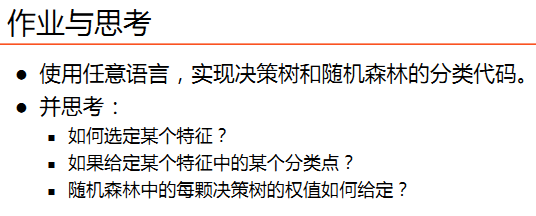 作业与思考
● 使用任意语言，实现决策树和随机森林的分类代码。
● 并思考：
▪ 如何选定某个特征？
▪ 如果给定某个特征中的某个分类点？
▪ 随机森林中的每颗决策树的权值如何给定？